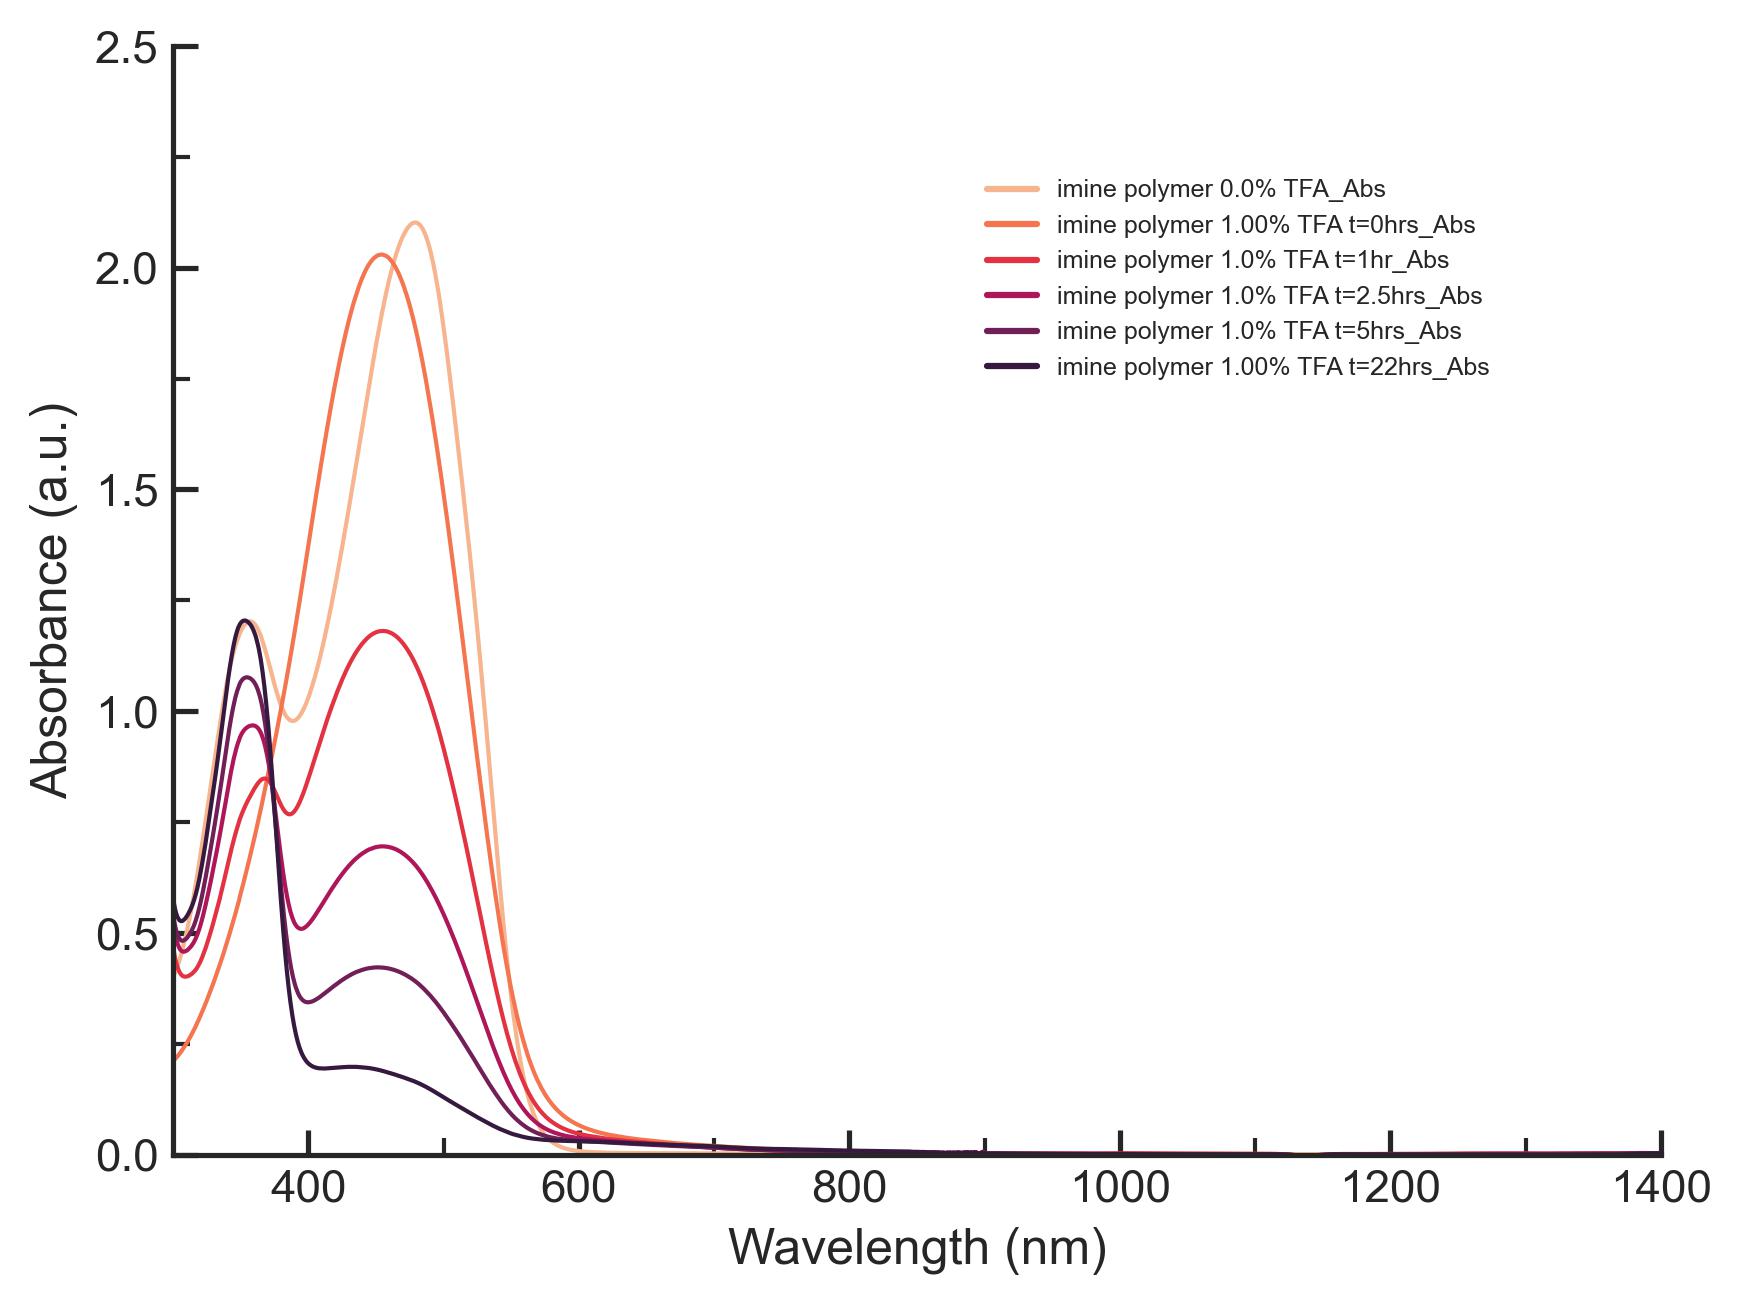 2.5
2.0
1.5
1.0
0.5
0.0
Absorbance (a.u.)
imine polymer 0.0% TFA_Abs
imine polymer 1.00% TFA t=0hrs_Abs
imine polymer 1.0% TFA t=1hr_Abs
imine polymer 1.0% TFA t=2.5hrs_Abs
imine polymer 1.0% TFA t=5hrs_Abs
imine polymer 1.00% TFA t=22hrs_Abs
400 600 800 1000 1200 1400
Wavelength (nm)